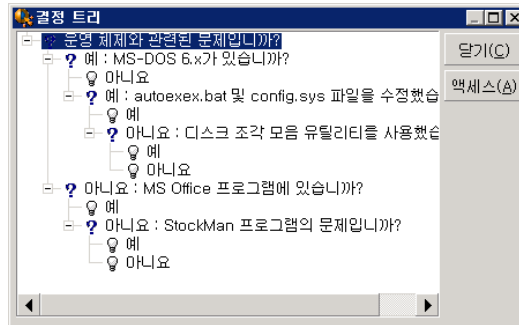 결정 트리
운영 체제와 관련된 문제입니까?
예 : MS-DOS 6.x가 있습니까?
아니요
예 : autoexex.bat 및 config.sys 파일을 수정했습
예
아니요 : 디스크 조각 모음 유틸리티를 사용했습
예
아니요
아니요 : MS Office 프로그램에 있습니까?
예
아니요 : StockMan 프로그램의 문제입니까?
예
아니요
닫기(C)
액세스(A)